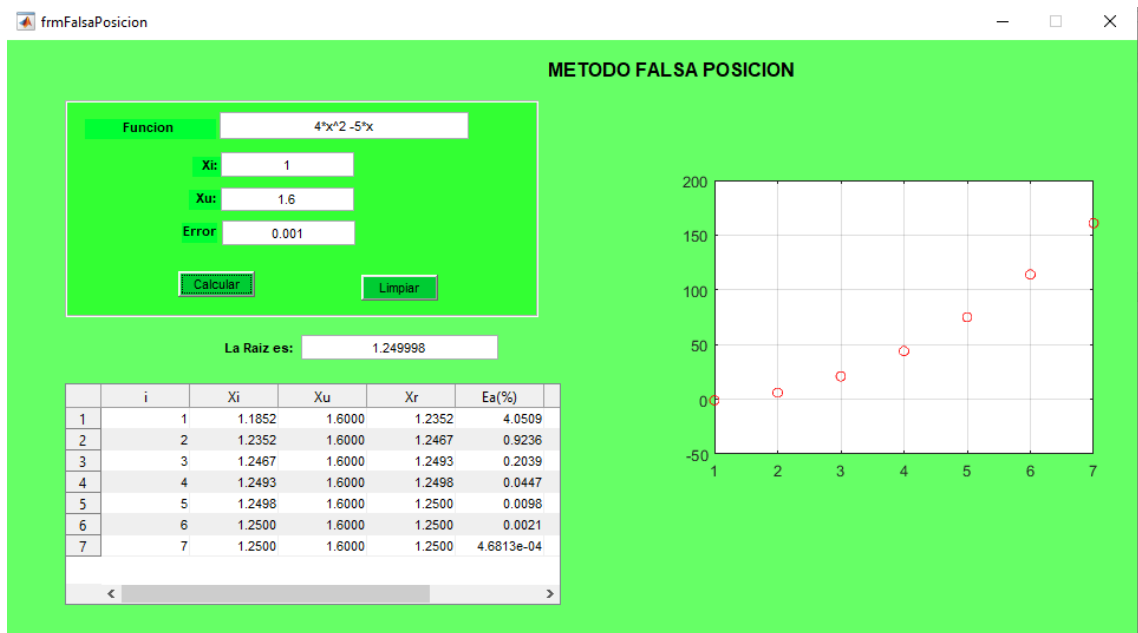 frmFalsaPosicion
METODO FALSA POSICION
Funcion 4*x^2 -5*x
Xi: 1
Xu: 1.6
Error 0.001
Calcular Limpiar
La Raiz es: 1.249998
i Xi Xu Xr Ea(%)
1 1 1.1852 1.6000 1.2352 4.0509
2 2 1.2352 1.6000 1.2467 0.9236
3 3 1.2467 1.6000 1.2493 0.2039
4 4 1.2493 1.6000 1.2498 0.0447
5 5 1.2498 1.6000 1.2500 0.0098
6 6 1.2500 1.6000 1.2500 0.0021
7 7 1.2500 1.6000 1.2500 4.6813e-04
200
150
100
50
0
-50
1 2 3 4 5 6 7